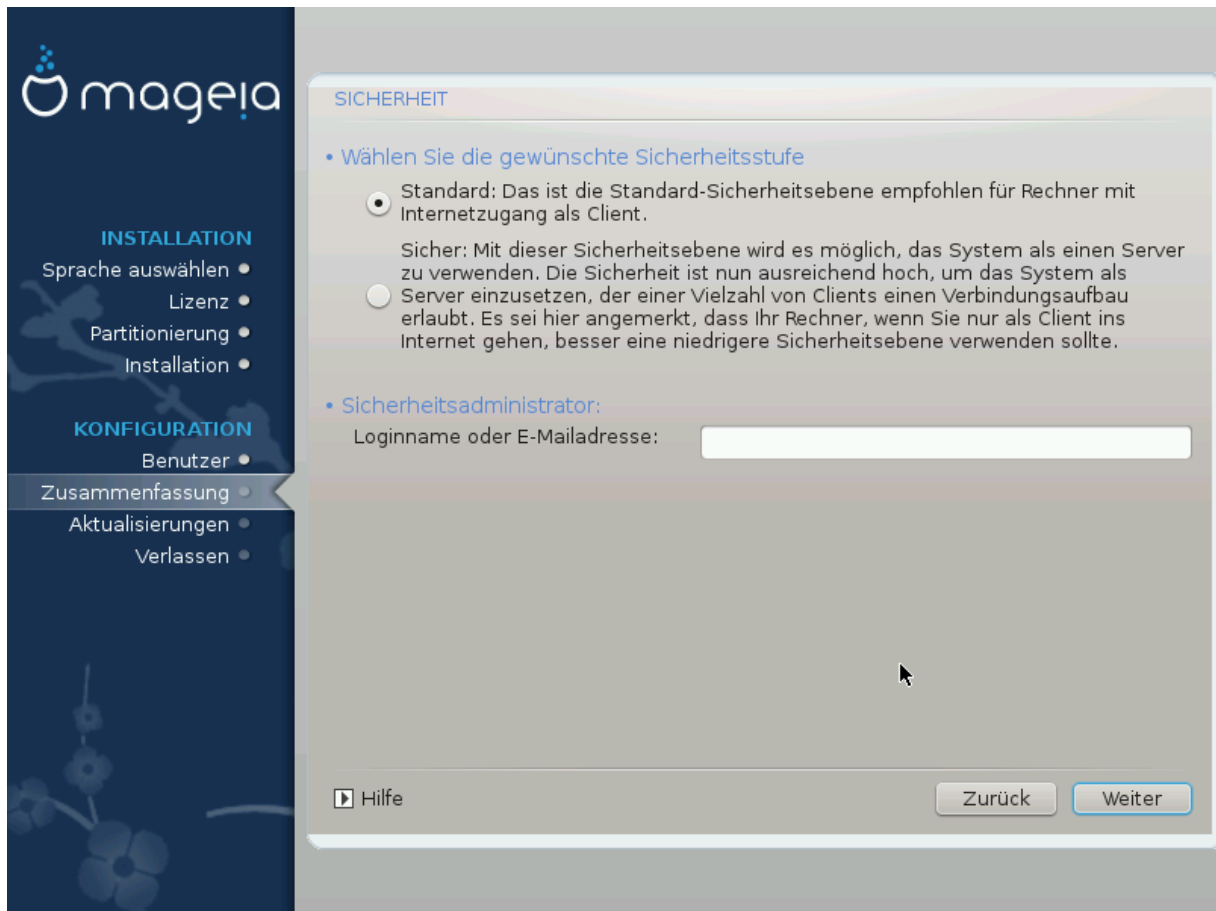 mageia
INSTALLATION
Sprache auswählen
Lizenz
Partitionierung
Installation
KONFIGURATION
Benutzer
Zusammenfassung
Aktualisierungen
Verlassen
SICHERHEIT
• Wählen Sie die gewünschte Sicherheitsstufe
Standard: Das ist die Standard-Sicherheitsebene empfohlen für Rechner mit
Internetzugang als Client.
Sicher: Mit dieser Sicherheitsebene wird es möglich, das System als einen Server
zu verwenden. Die Sicherheit ist nun ausreichend hoch, um das System als
Server einzusetzen, der einer Vielzahl von Clients einen Verbindungsaufbau
erlaubt. Es sei hier angemerkt, dass Ihr Rechner, wenn Sie nur als Client ins
Internet gehen, besser eine niedrigere Sicherheitsebene verwenden sollte.
• Sicherheitsadministrator:
Loginname oder E-Mailadresse:
Hilfe
Zurück
Weiter